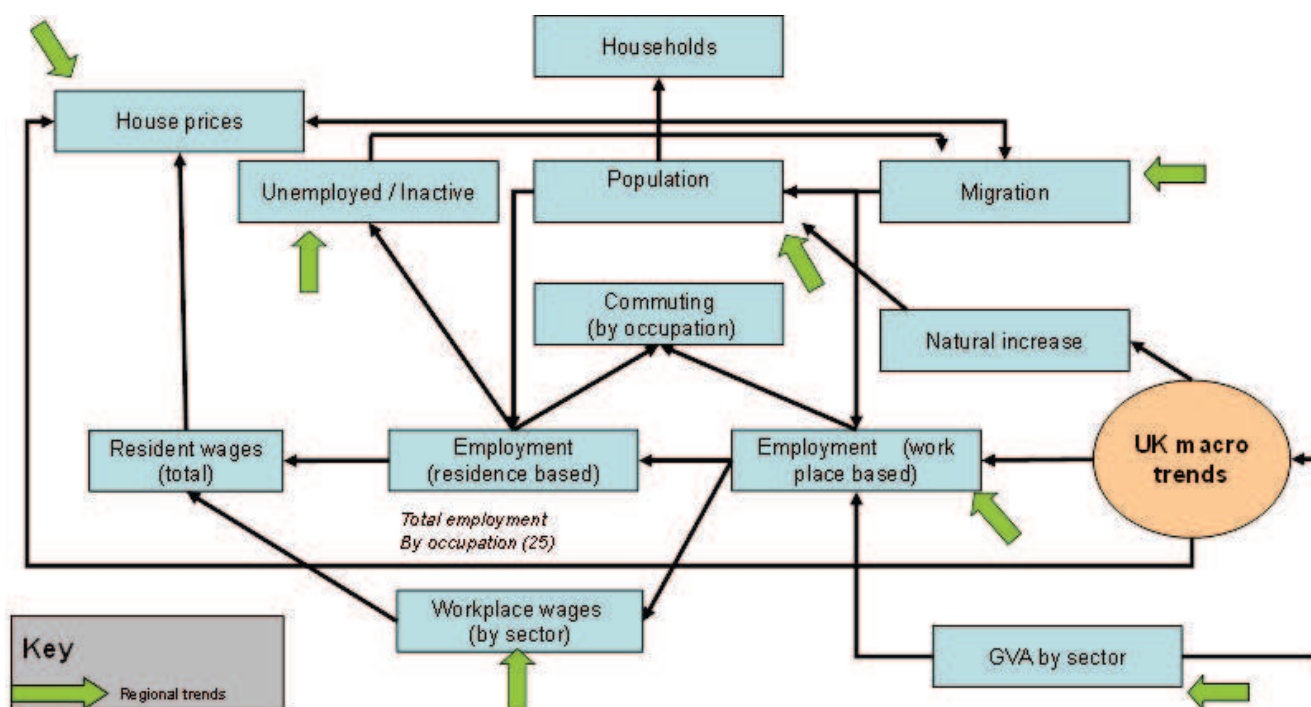 Households
House prices
Unemployed / Inactive
Population
Migration
Commuting
(by occupation)
Natural increase
Resident wages
(total)
Employment
(residence based)
Employment (work
place based)
UK macro
trends
Total employment
By occupation (25)
Workplace wages
(by sector)
GVA by sector
Key
Regional trends